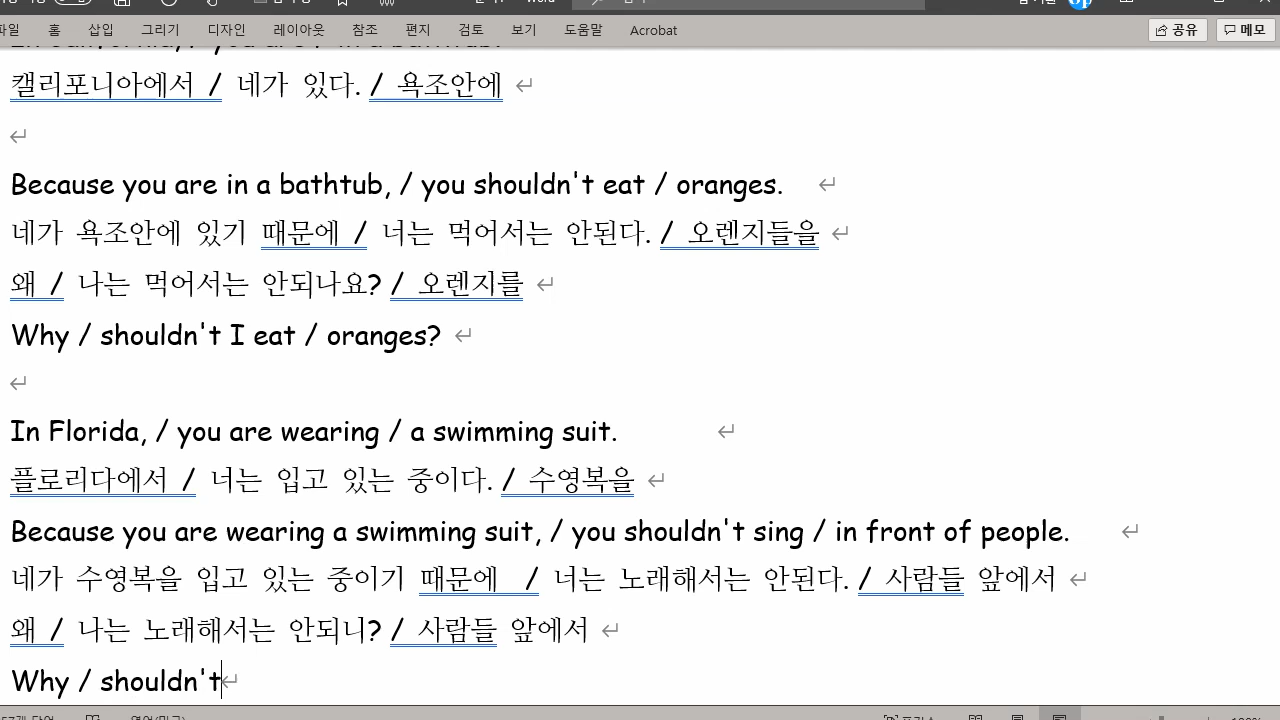 파일 홈 삽입 그리기 디자인 레이아웃 참조 편지 검토 보기 도움말 Acrobat 공유 메모
캘리포니아에서 / 네가 있다. / 욕조안에
Because you are in a bathtub, / you shouldn't eat / oranges.
네가 욕조안에 있기 때문에 / 너는 먹어서는 안된다. / 오렌지들을
왜 / 나는 먹어서는 안되나요? / 오렌지를
Why / shouldn't I eat / oranges?
In Florida, / you are wearing / a swimming suit.
플로리다에서 / 너는 입고 있는 중이다. / 수영복을
Because you are wearing a swimming suit, / you shouldn't sing / in front of people.
네가 수영복을 입고 있는 중이기 때문에 / 너는 노래해서는 안된다. / 사람들 앞에서
왜 / 나는 노래해서는 안되니? / 사람들 앞에서
Why / shouldn't